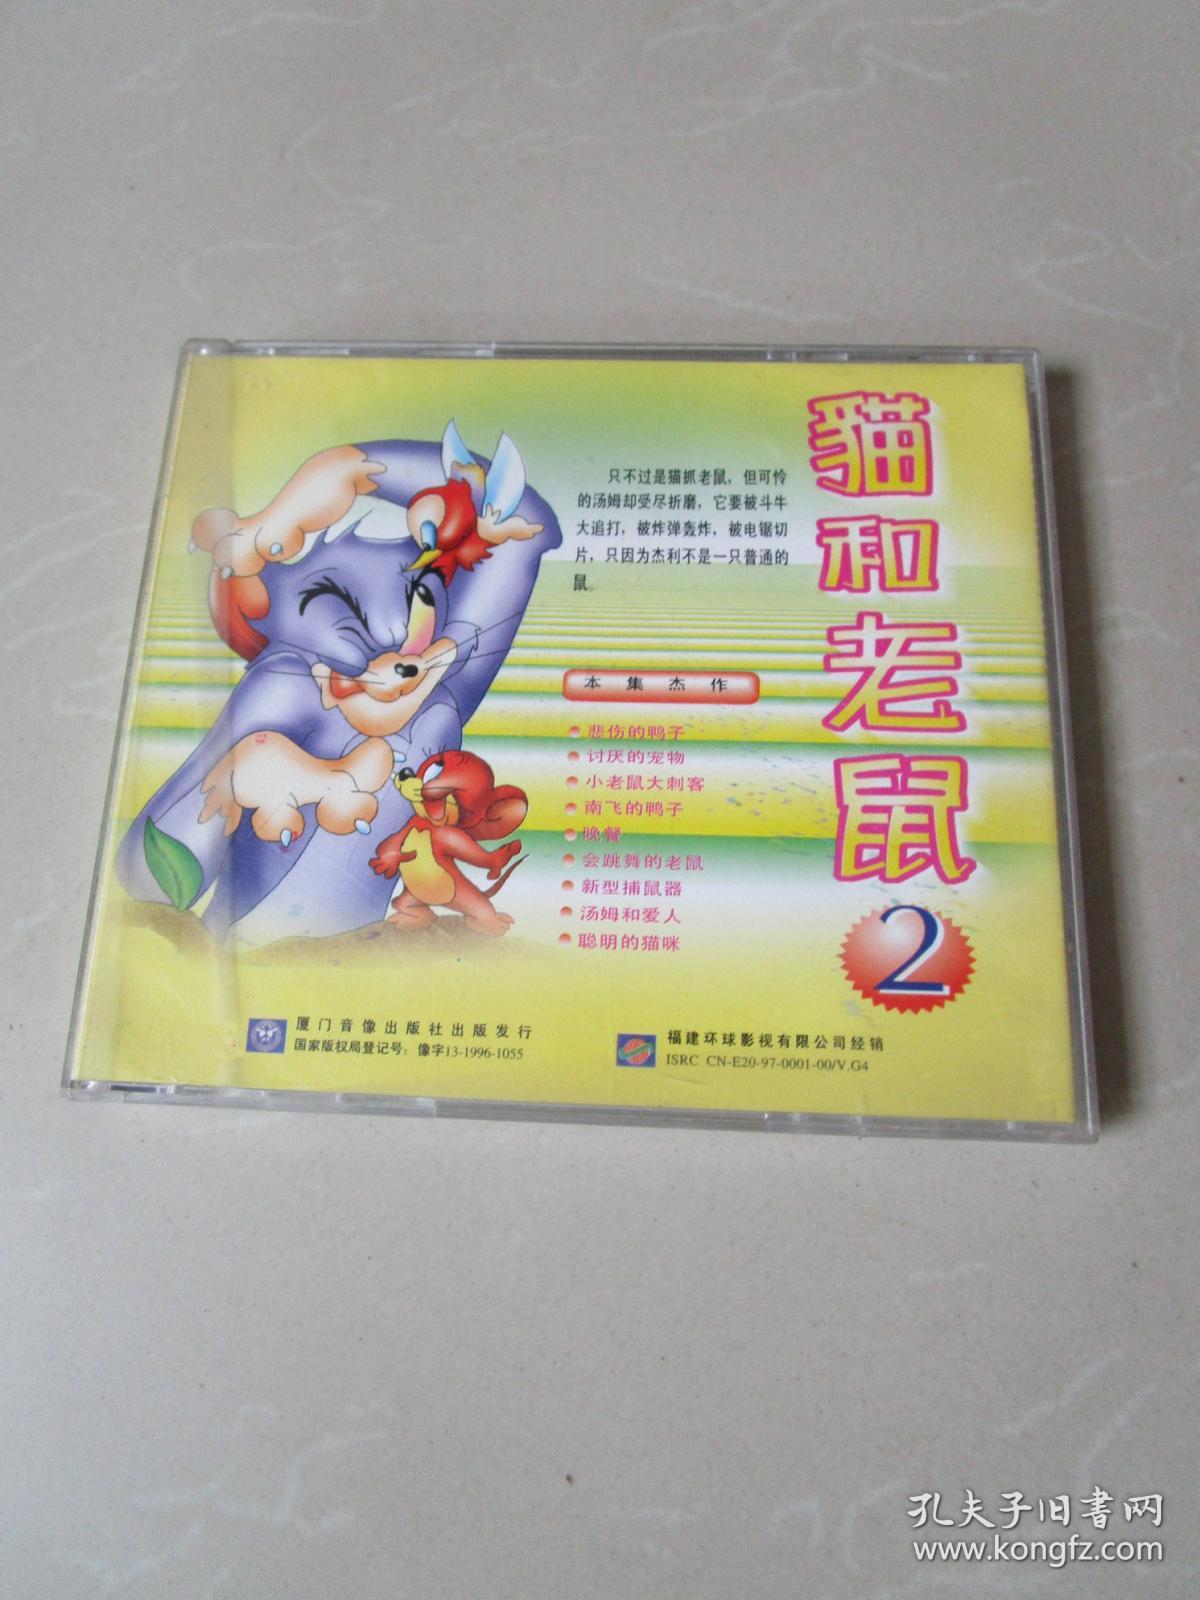 貓和老鼠
2
只不过是猫抓老鼠，但可怜
的汤姆却受尽折磨，它要被斗牛
大追打，被炸弹轰炸，被电锯切
片，只因为杰利不是一只普通的
鼠。
本集杰作
悲伤的鸭子
讨厌的宠物
小老鼠大刺客
南飞的鸭子
晚餐
会跳舞的老鼠
新型捕鼠器
汤姆和爱人
聪明的猫咪
厦门音像出版社出版发行
国家版权局登记号：像字13-1996-1055
福建环球影视有限公司经销
ISRC CN-E20-97-0001-00/V.G4
孔夫子旧书网
www.kongfz.com